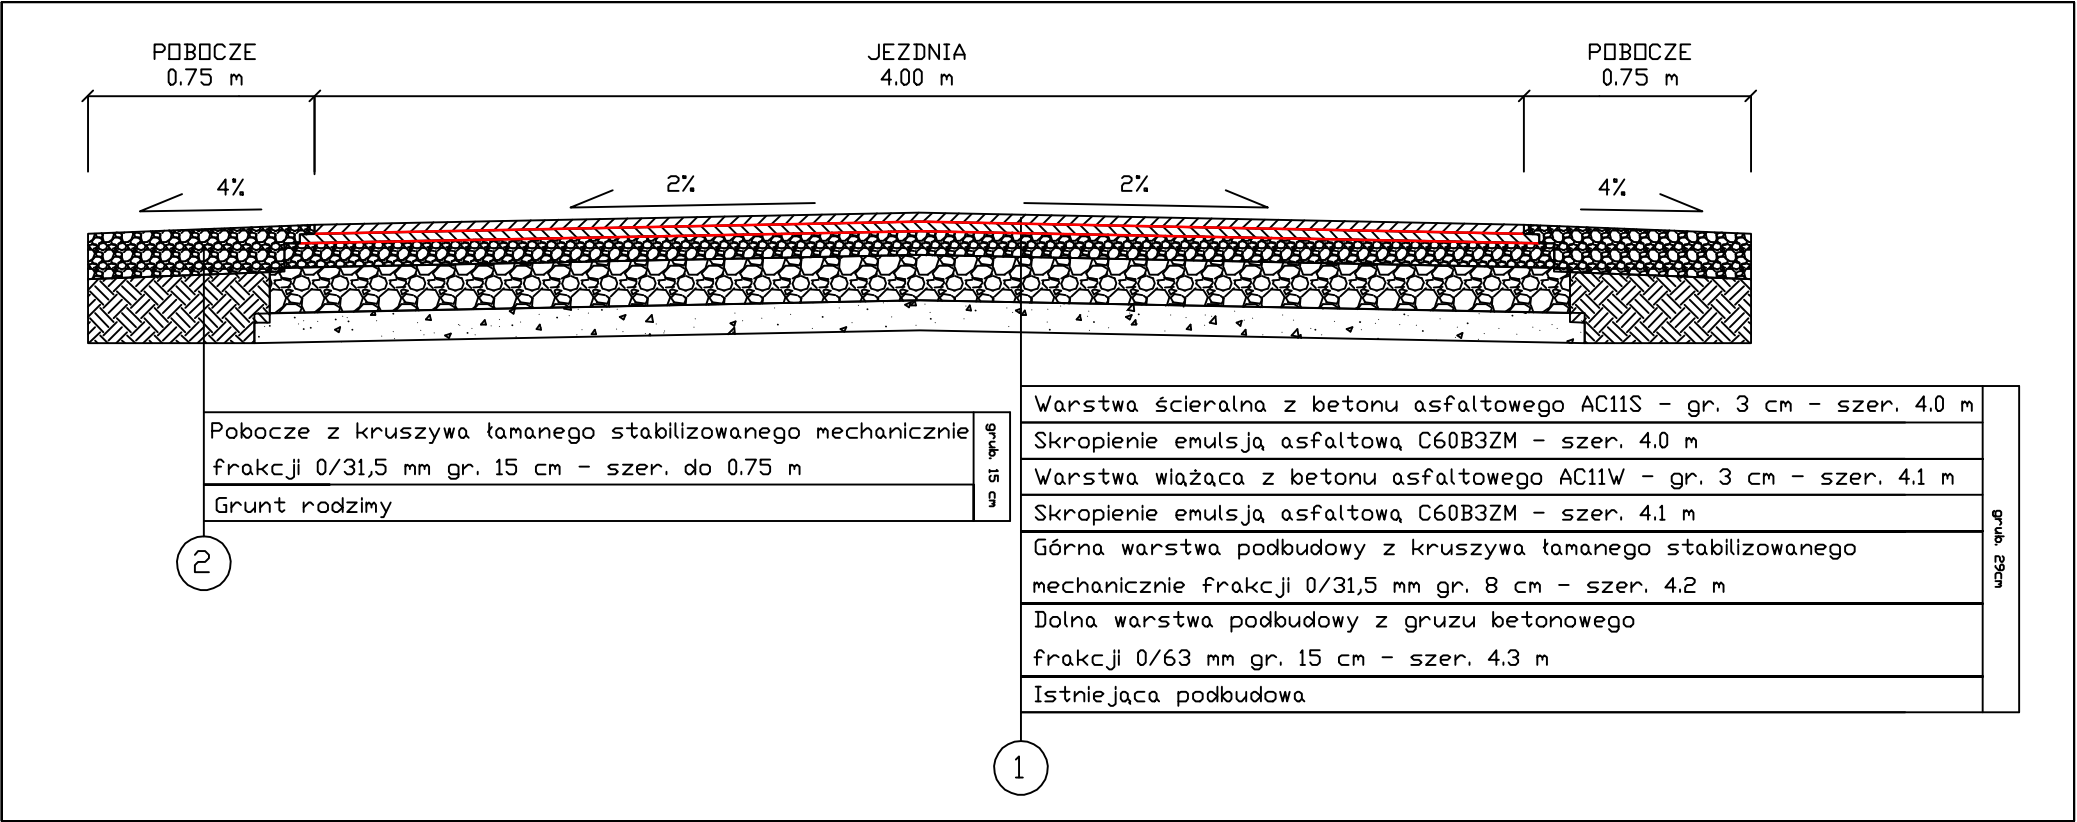 POBOCZE
0.75 m
JEZDNIA
4.00 m
POBOCZE
0.75 m
4%
2%
2%
4%
Pobocze z kruszywa łamanego stabilizowanego mechanicznie
frakcji 0/31,5 mm gr. 15 cm - szer. do 0.75 m
Grunt rodzimy
grub. 15 cm
2
Warstwa ścieralna z betonu asfaltowego AC11S - gr. 3 cm - szer. 4.0 m
Skropienie emulsją asfaltową C60B3ZM - szer. 4.0 m
Warstwa wiążąca z betonu asfaltowego AC11W - gr. 3 cm - szer. 4.1 m
Skropienie emulsją asfaltową C60B3ZM - szer. 4.1 m
Górna warstwa podbudowy z kruszywa łamanego stabilizowanego
mechanicznie frakcji 0/31,5 mm gr. 8 cm - szer. 4.2 m
Dolna warstwa podbudowy z gruzu betonowego
frakcji 0/63 mm gr. 15 cm - szer. 4.3 m
Istniejąca podbudowa
grub. 29cm
1